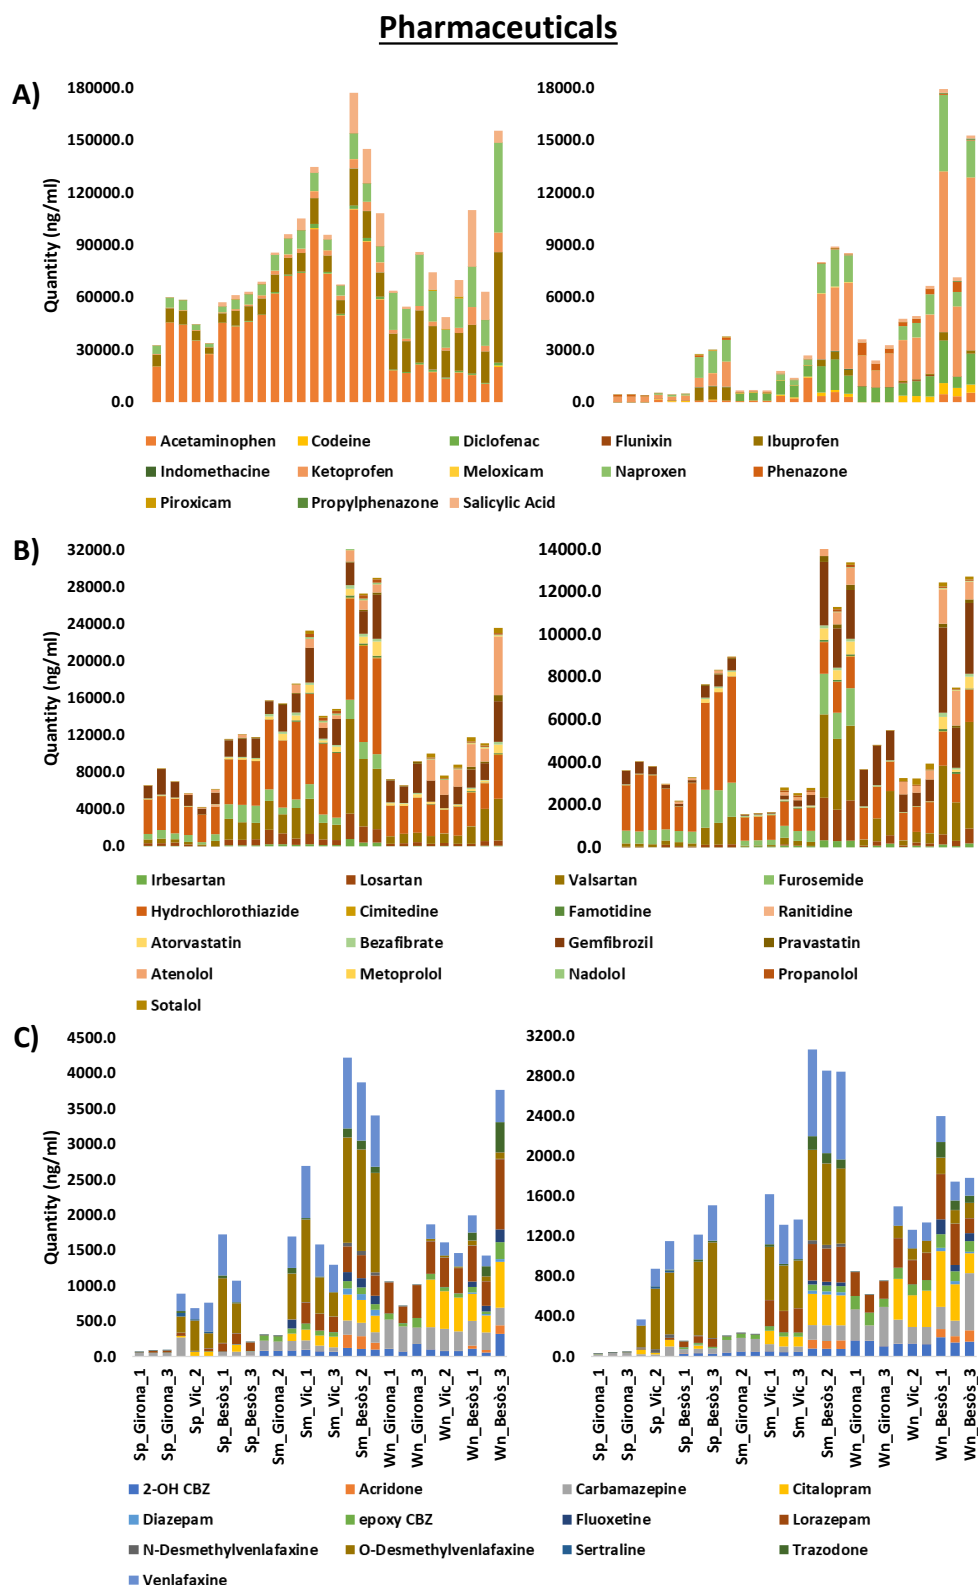 Pharmaceuticals
A)
Quantity (ng/ml)
180000.0
150000.0
120000.0
90000.0
60000.0
30000.0
0.0
18000.0
15000.0
12000.0
9000.0
6000.0
3000.0
0.0
Acetaminophen Codeine Diclofenac Flunixin Ibuprofen
Indomethacine Ketoprofen Meloxicam Naproxen Phenazone
Piroxicam Propylphenazone Salicylic Acid
B)
Quantity (ng/ml)
32000.0
28000.0
24000.0
20000.0
16000.0
12000.0
8000.0
4000.0
0.0
14000.0
12000.0
10000.0
8000.0
6000.0
4000.0
2000.0
0.0
Irbesartan Losartan Valsartan Furosemide
Hydrochlorothiazide Cimitedine Famotidine Ranitidine
Atorvastatin Bezafibrate Gemfibrozil Pravastatin
Atenolol Metoprolol Nadolol Propanolol
Sotalol
C)
Quantity (ng/ml)
4500.0
4000.0
3500.0
3000.0
2500.0
2000.0
1500.0
1000.0
500.0
0.0
Sp_Girona_1
Sp_Girona_3
Sp_Vic_2
Sp_Besòs_1
Sp_Besòs_3
Sm_Girona_2
Sm_Vic_1
Sm_Vic_3
Sm_Besòs_2
Wn_Girona_1
Wn_Girona_3
Wn_Vic_2
Wn_Besòs_1
Wn_Besòs_3
3200.0
2800.0
2400.0
2000.0
1600.0
1200.0
800.0
400.0
0.0
Sp_Girona_1
Sp_Girona_3
Sp_Vic_2
Sp_Besòs_1
Sp_Besòs_3
Sm_Girona_2
Sm_Vic_1
Sm_Vic_3
Sm_Besòs_2
Wn_Girona_1
Wn_Girona_3
Wn_Vic_2
Wn_Besòs_1
Wn_Besòs_3
2-OH CBZ Acridone Carbamazepine Citalopram
Diazepam epoxy CBZ Fluoxetine Lorazepam
N-Desmethylvenlafaxine O-Desmethylvenlafaxine Sertraline Trazodone
Venlafaxine